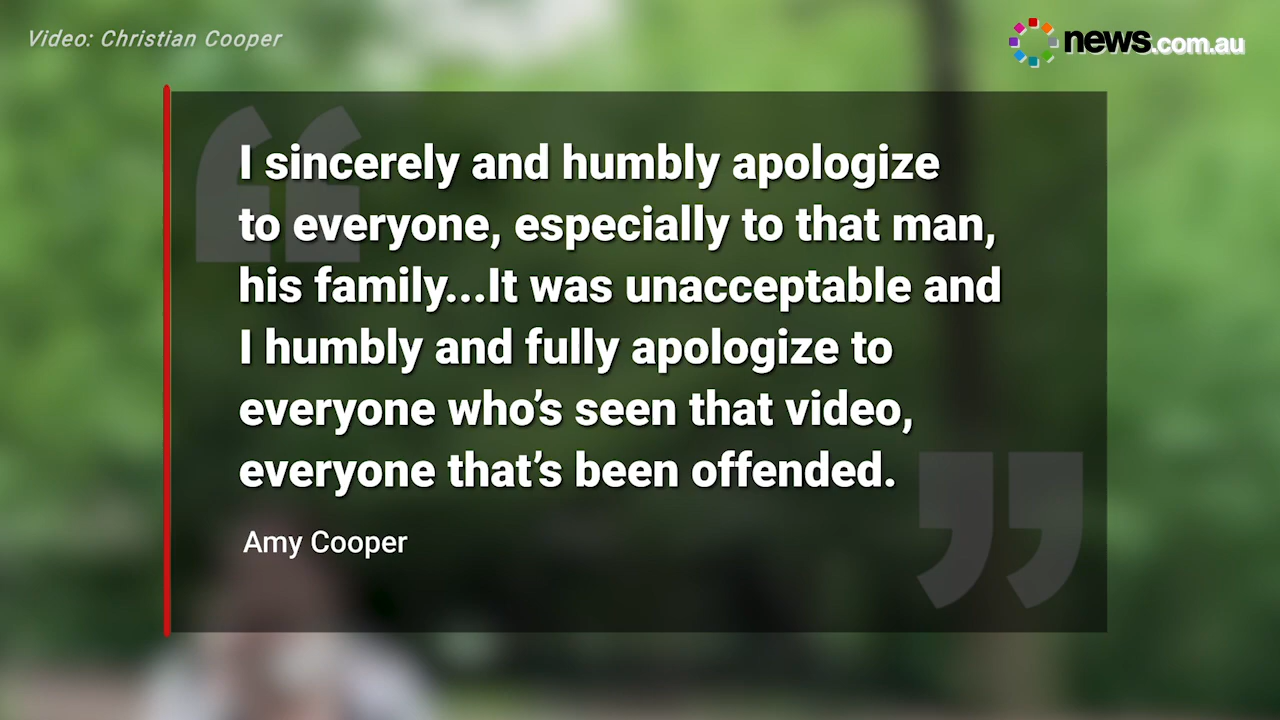 Video: Christian Cooper
news.com.au
I sincerely and humbly apologize
to everyone, especially to that man,
his family...It was unacceptable and
I humbly and fully apologize to
everyone who’s seen that video,
everyone that’s been offended.
Amy Cooper